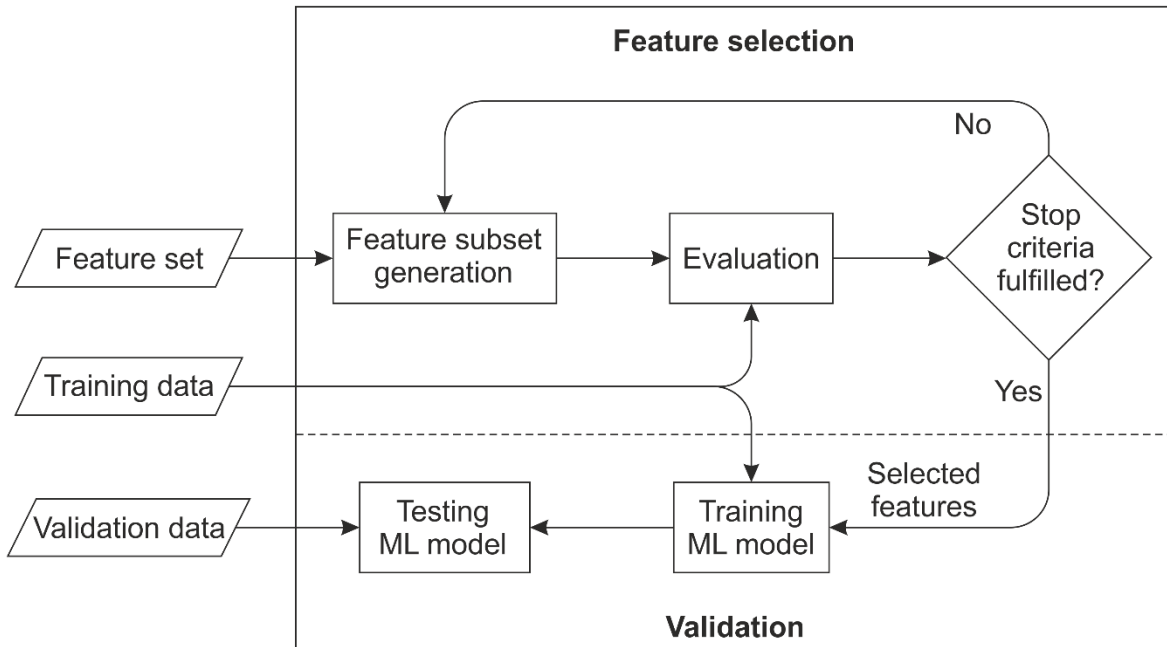 Feature selection
No
Feature set
Feature subset
generation
Evaluation
Stop
criteria
fulfilled?
Training data
Yes
Validation data
Testing
ML model
Training
ML model
Selected
features
Validation